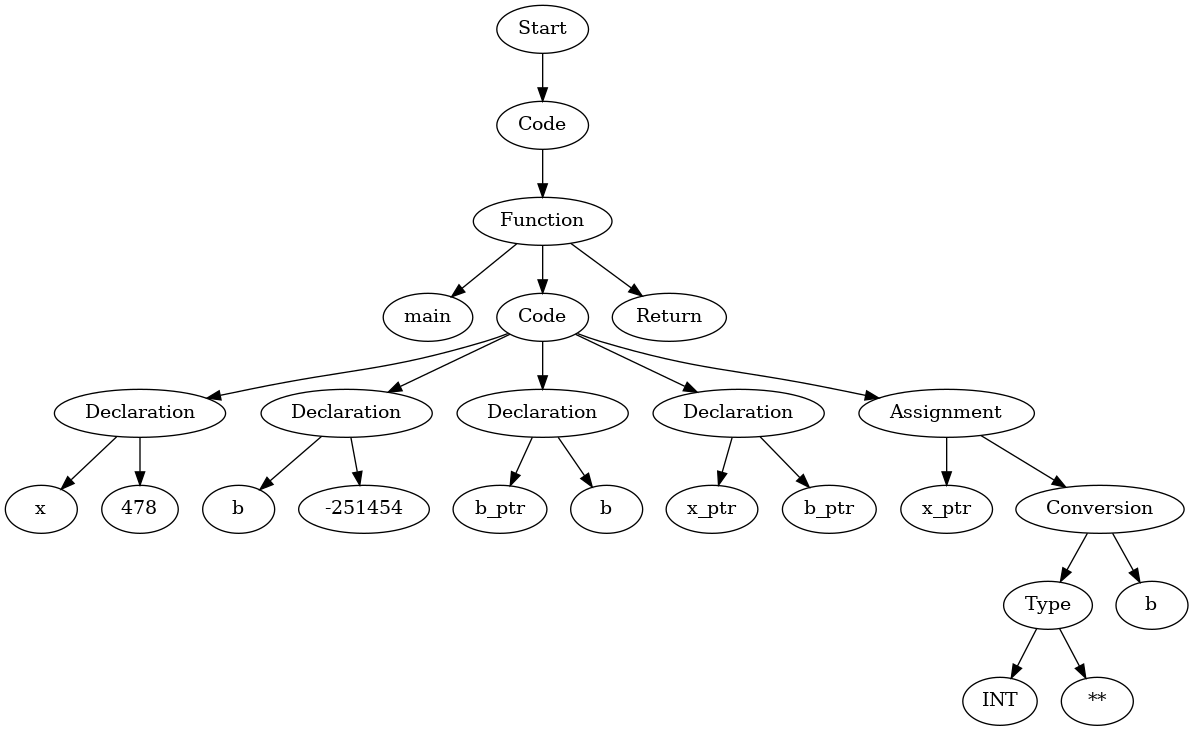 Start
Code
Function
main Code Return
Declaration Declaration Declaration Declaration Assignment
x 478 b -251454 b_ptr b x_ptr b_ptr x_ptr Conversion
Type b
INT **